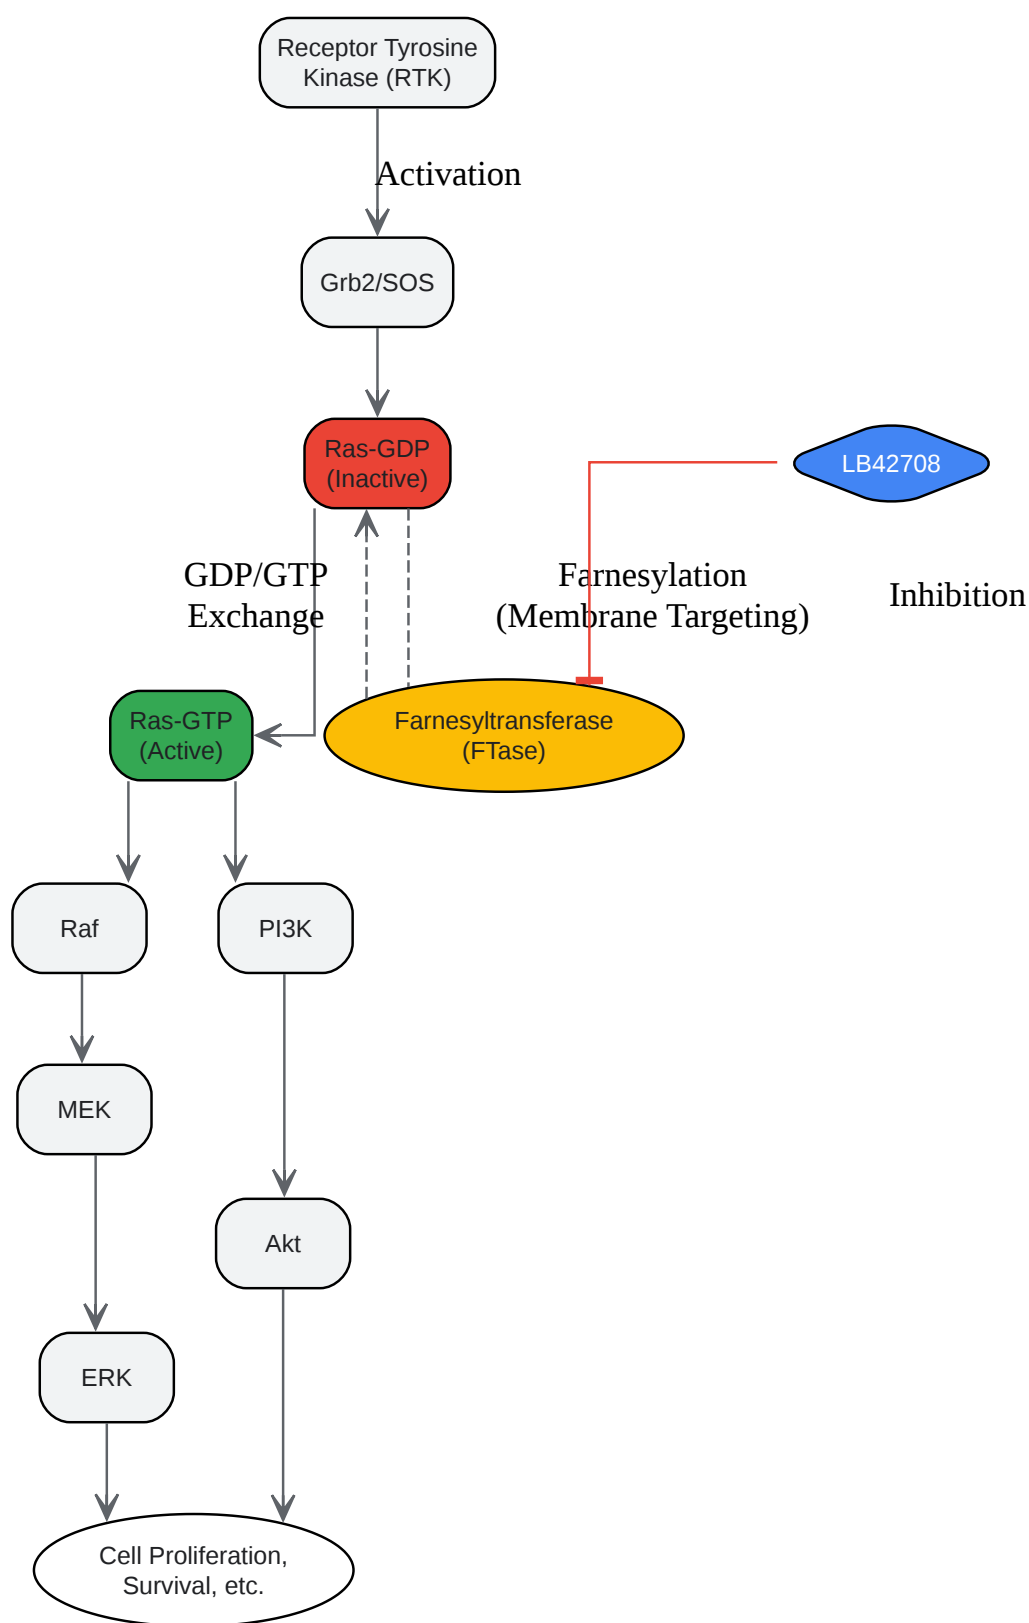 Receptor Tyrosine
Kinase (RTK)
Activation
Grb2/SOS
Ras-GDP
(Inactive)
LB42708
GDP/GTP
Exchange
Farnesylation
(Membrane Targeting)
Inhibition
Ras-GTP
(Active)
Farnesyltransferase
(FTase)
Raf
PI3K
MEK
Akt
ERK
Cell Proliferation,
Survival, etc.